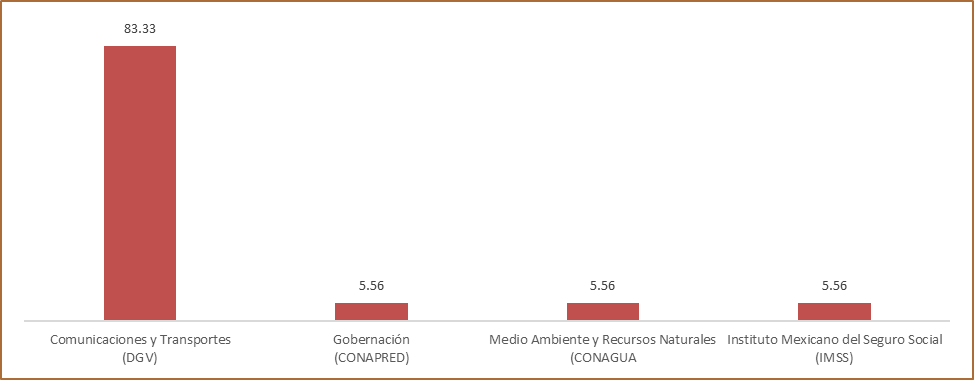 83.33
5.56
5.56
5.56
Comunicaciones y Transportes
(DGV)
Gobernación
(CONAPRED)
Medio Ambiente y Recursos Naturales
(CONAGUA
Instituto Mexicano del Seguro Social
(IMSS)